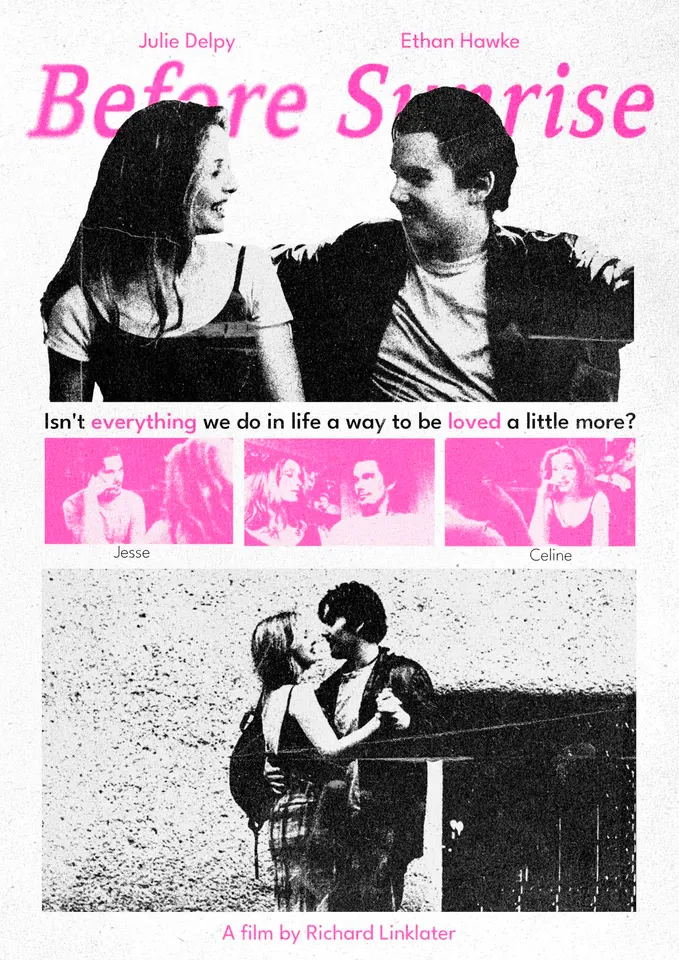 Julie Delpy Ethan Hawke
Before Sunrise
Isn't everything we do in life a way to be loved a little more?
Jesse Celine
A film by Richard Linklater